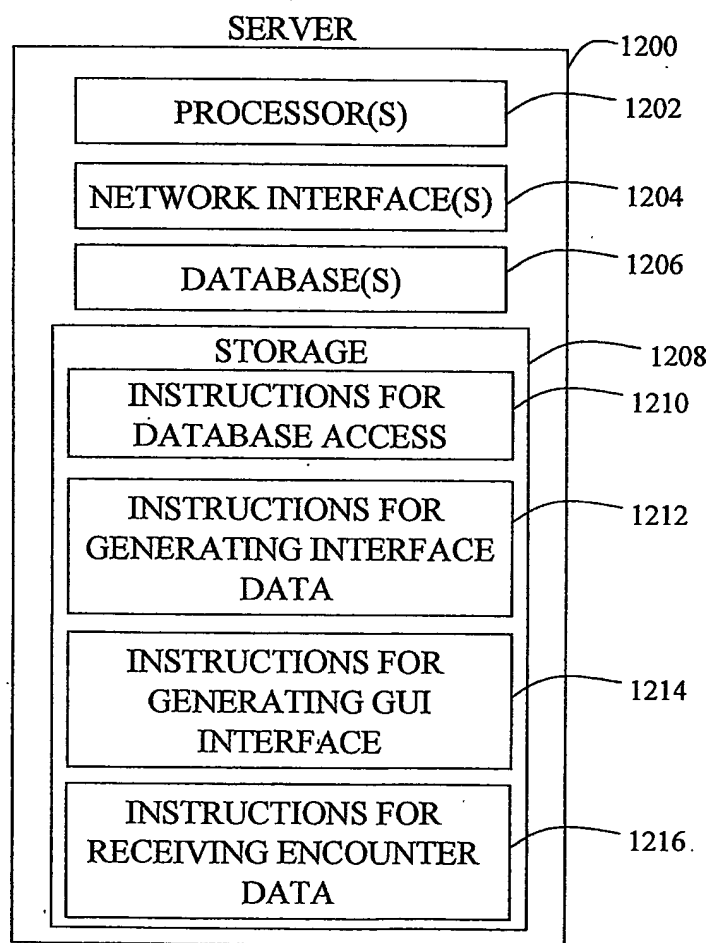 SERVER
1200
PROCESSOR(S)
1202
NETWORK INTERFACE(S)
1204
DATABASE(S)
1206
STORAGE
1208
INSTRUCTIONS FOR
DATABASE ACCESS
1210
INSTRUCTIONS FOR
GENERATING INTERFACE
DATA
1212
INSTRUCTIONS FOR
GENERATING GUI
INTERFACE
1214
INSTRUCTIONS FOR
RECEIVING ENCOUNTER
DATA
1216